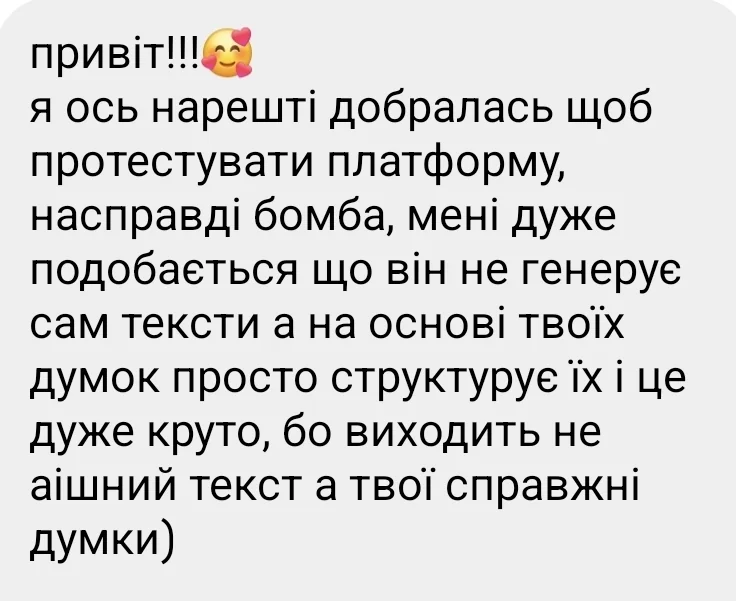 привіт!!!🥰
я ось нарешті добралась щоб
протестувати платформу,
насправді бомба, мені дуже
подобається що він не генерує
сам тексти а на основі твоїх
думок просто структурує їх і це
дуже круто, бо виходить не
аішний текст а твої справжні
думки)